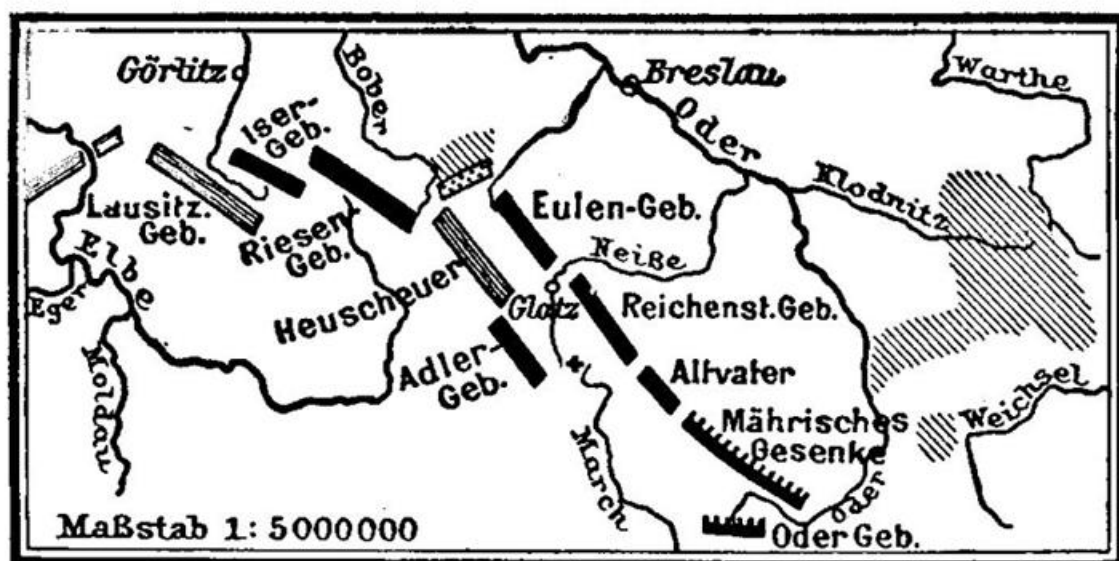 Görlitz
Bober
Breslau
Warthe
Iser-
Geb.
Oder
Klodnitz
Lausitz.
Geb.
Elbe
Riesen
Geb.
Eulen-Geb.
Neiße
Eger
Heuscheuer
Glatz
Reichenst. Geb.
Moldau
Adler-
Geb.
Altvater
Weichsel
March
Mährisches
Gesenke
Oder
Maßstab 1: 5000000
Oder Geb.